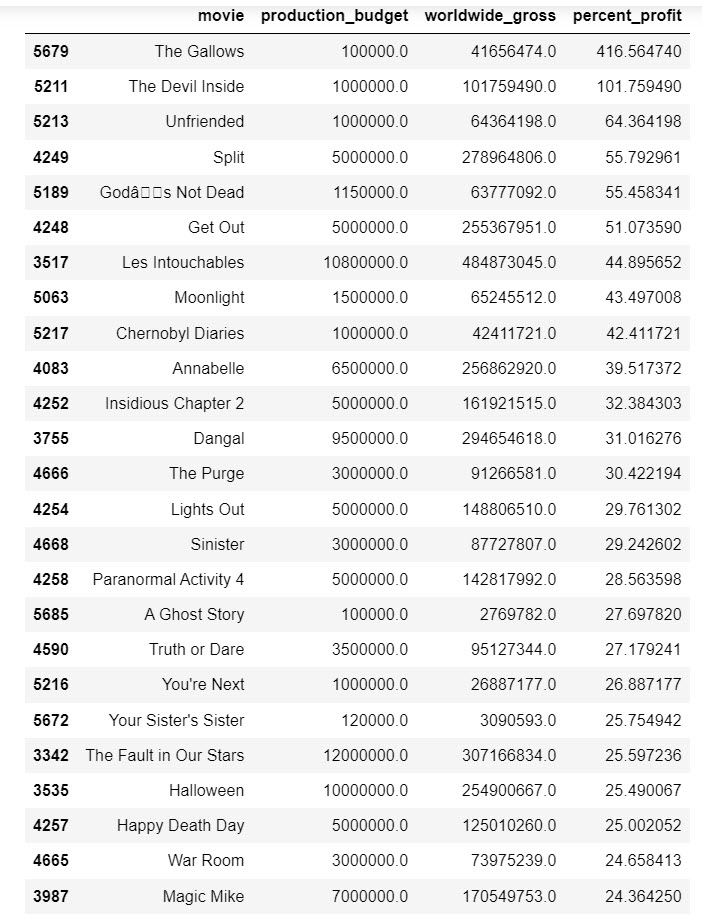 movie production_budget worldwide_gross percent_profit
5679 The Gallows 100000.0 41656474.0 416.564740
5211 The Devil Inside 1000000.0 101759490.0 101.759490
5213 Unfriended 1000000.0 64364198.0 64.364198
4249 Split 5000000.0 278964806.0 55.792961
5189 Godâ□□s Not Dead 1150000.0 63777092.0 55.458341
4248 Get Out 5000000.0 255367951.0 51.073590
3517 Les Intouchables 10800000.0 484873045.0 44.895652
5063 Moonlight 1500000.0 65245512.0 43.497008
5217 Chernobyl Diaries 1000000.0 42411721.0 42.411721
4083 Annabelle 6500000.0 256862920.0 39.517372
4252 Insidious Chapter 2 5000000.0 161921515.0 32.384303
3755 Dangal 9500000.0 294654618.0 31.016276
4666 The Purge 3000000.0 91266581.0 30.422194
4254 Lights Out 5000000.0 148806510.0 29.761302
4668 Sinister 3000000.0 87727807.0 29.242602
4258 Paranormal Activity 4 5000000.0 142817992.0 28.563598
5685 A Ghost Story 100000.0 2769782.0 27.697820
4590 Truth or Dare 3500000.0 95127344.0 27.179241
5216 You're Next 1000000.0 26887177.0 26.887177
5672 Your Sister's Sister 120000.0 3090593.0 25.754942
3342 The Fault in Our Stars 12000000.0 307166834.0 25.597236
3535 Halloween 10000000.0 254900667.0 25.490067
4257 Happy Death Day 5000000.0 125010260.0 25.002052
4665 War Room 3000000.0 73975239.0 24.658413
3987 Magic Mike 7000000.0 170549753.0 24.364250